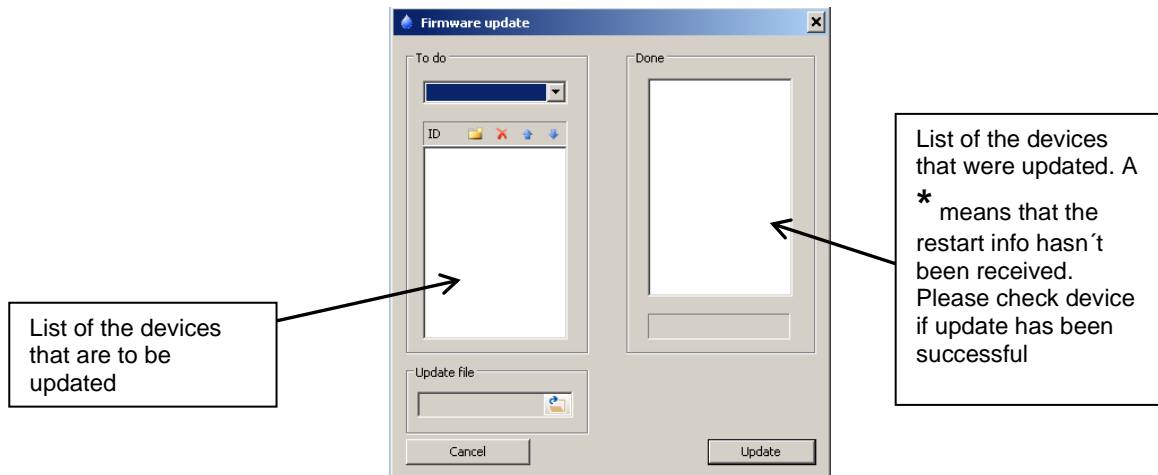 Firmware update
To do
ID
Update file
Cancel
Done
Update
List of the devices
that are to be
updated
List of the devices
that were updated. A
* means that the
restart info hasn´t
been received.
Please check device
if update has been
successful